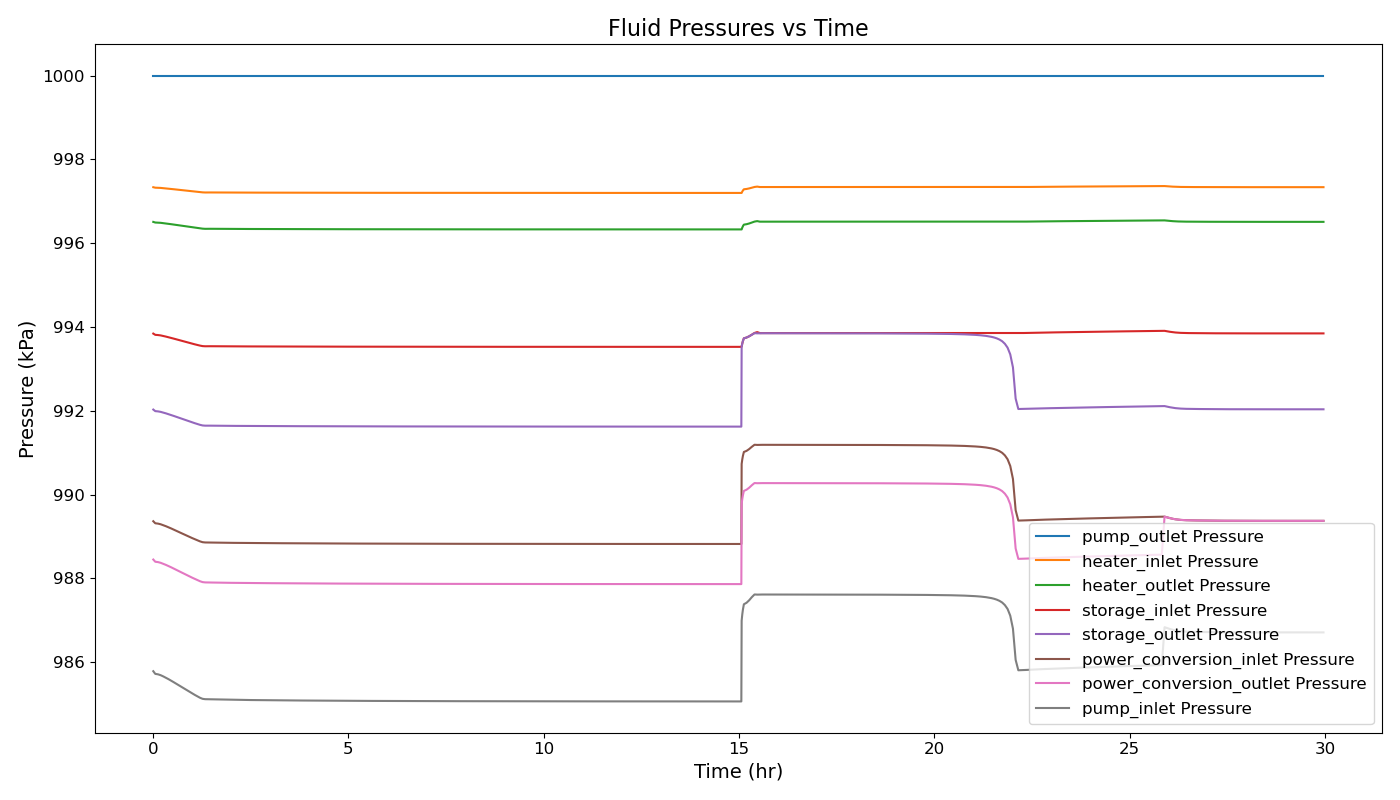 Fluid Pressures vs Time
1000
998
996
994
992
990
988
986
Pressure (kPa)
pump_outlet Pressure
heater_inlet Pressure
heater_outlet Pressure
storage_inlet Pressure
storage_outlet Pressure
power_conversion_inlet Pressure
power_conversion_outlet Pressure
pump_inlet Pressure
0 5 10 15 20 25 30
Time (hr)